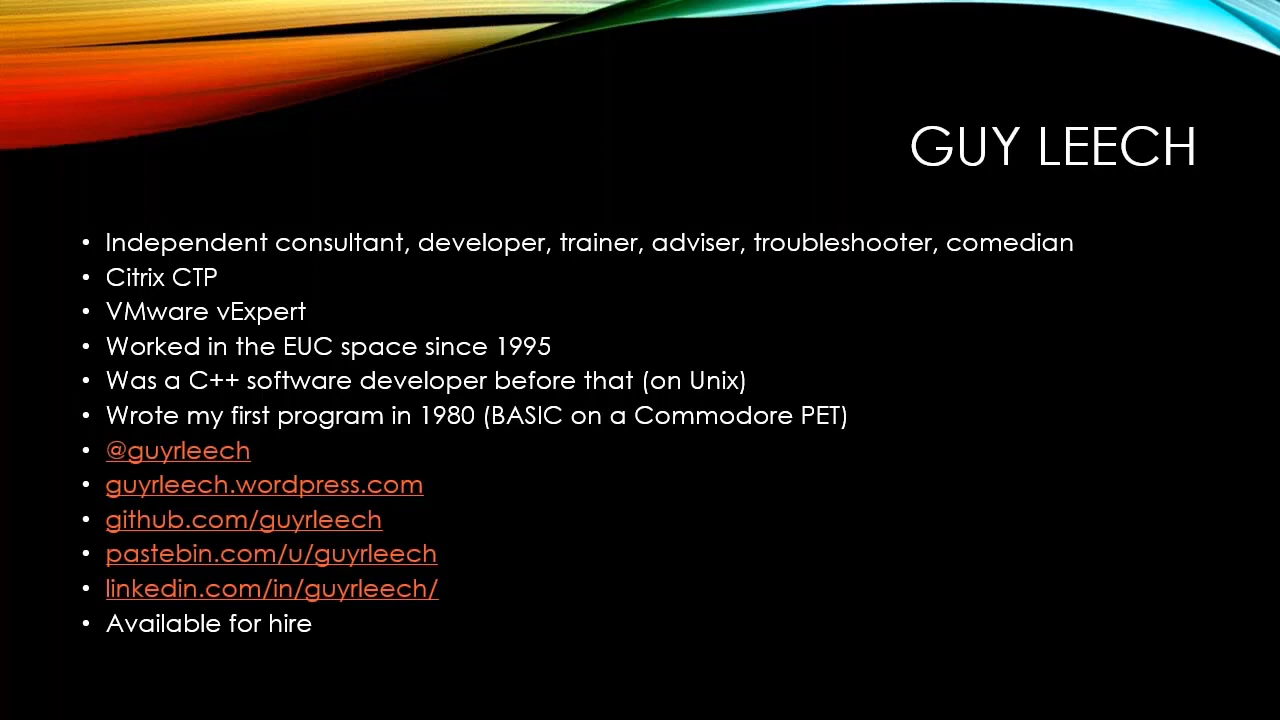 GUY LEECH
• Independent consultant, developer, trainer, adviser, troubleshooter, comedian
• Citrix CTP
• VMware vExpert
• Worked in the EUC space since 1995
• Was a C++ software developer before that (on Unix)
• Wrote my first program in 1980 (BASIC on a Commodore PET)
• @guyrleech
• guyrleech.wordpress.com
• github.com/guyrleech
• pastebin.com/u/guyrleech
• linkedin.com/in/guyrleech/
• Available for hire